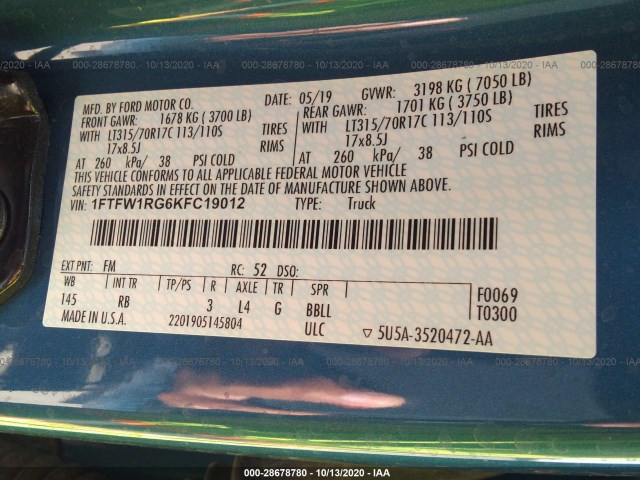 000-28678780 - 10/13/2020 - IAA 000-28678780 - 10/13/2020 - IAA 000-28678780 - 10/13/2020 - IAA
MFD. BY FORD MOTOR CO. DATE: 05/19 GVWR: 3198 KG ( 7050 LB)
FRONT GAWR: 1678 KG ( 3700 LB) REAR GAWR: 1701 KG ( 3750 LB)
WITH LT315/70R17C 113/110S TIRES WITH LT315/70R17C 113/110S TIRES
17x8.5J RIMS 17x8.5J RIMS
AT 260 kPa/ 38 PSI COLD AT 260 kPa/ 38 PSI COLD
THIS VEHICLE CONFORMS TO ALL APPLICABLE FEDERAL MOTOR VEHICLE
SAFETY STANDARDS IN EFFECT ON THE DATE OF MANUFACTURE SHOWN ABOVE.
VIN: 1FTFW1RG6KFC19012 TYPE: Truck
EXT PNT: FM RC: 52 DSO:
WB INT TR TP/PS R AXLE TR SPR
145 RB 3 L4 G BBLL F0069
T0300
MADE IN U.S.A. 2201905145804 ULC ▽ 5U5A-3520472-AA
000-28678780 - 10/13/2020 - IAA